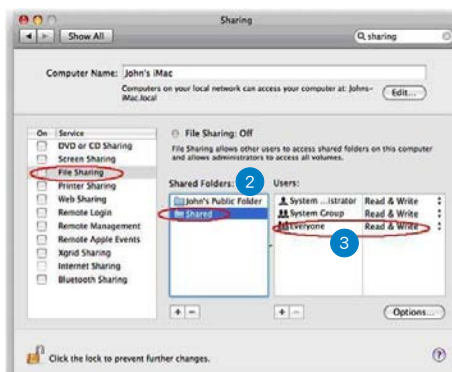 Sharing
Show All
sharing
Computer Name: John's iMac
Computers on your local network can access your computer at: Johns-
iMac.local
Edit...
On Service
DVD or CD Sharing
Screen Sharing
File Sharing
Printer Sharing
Web Sharing
Remote Login
Remote Management
Remote Apple Events
Xgrid Sharing
Internet Sharing
Bluetooth Sharing
File Sharing: Off
File Sharing allows other users to access shared folders on this computer
and allows administrators to access all volumes.
Shared Folders: 2
John's Public Folder
Shared
Users:
System ...istrator Read & Write
System Group Read & Write
Everyone Read & Write
3
+ −
+ −
Options...
Click the lock to prevent further changes.
?